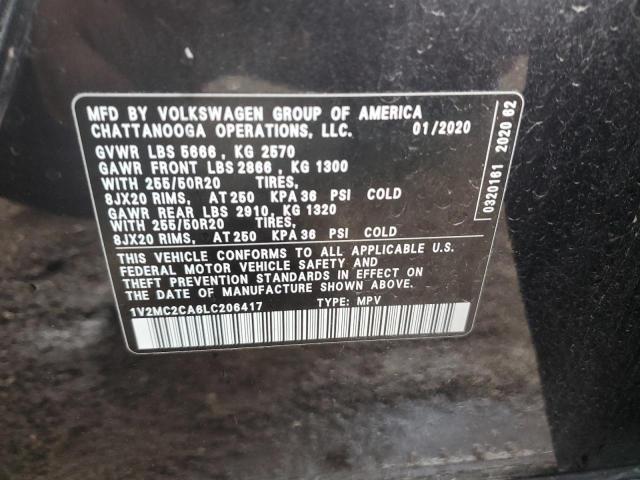 MFD BY VOLKSWAGEN GROUP OF AMERICA
CHATTANOOGA OPERATIONS, LLC. 01/2020
GVWR LBS 5666 , KG 2570
GAWR FRONT LBS 2866 , KG 1300
WITH 255/50R20 TIRES,
8JX20 RIMS, AT 250 KPA 36 PSI COLD
GAWR REAR LBS 2910, KG 1320
WITH 255/50R20 TIRES,
8JX20 RIMS, AT 250 KPA 36 PSI COLD
THIS VEHICLE CONFORMS TO ALL APPLICABLE U.S.
FEDERAL MOTOR VEHICLE SAFETY AND
THEFT PREVENTION STANDARDS IN EFFECT ON
THE DATE OF MANUFACTURE SHOWN ABOVE.
1V2MC2CA6LC206417 TYPE: MPV
0320161 2020 62